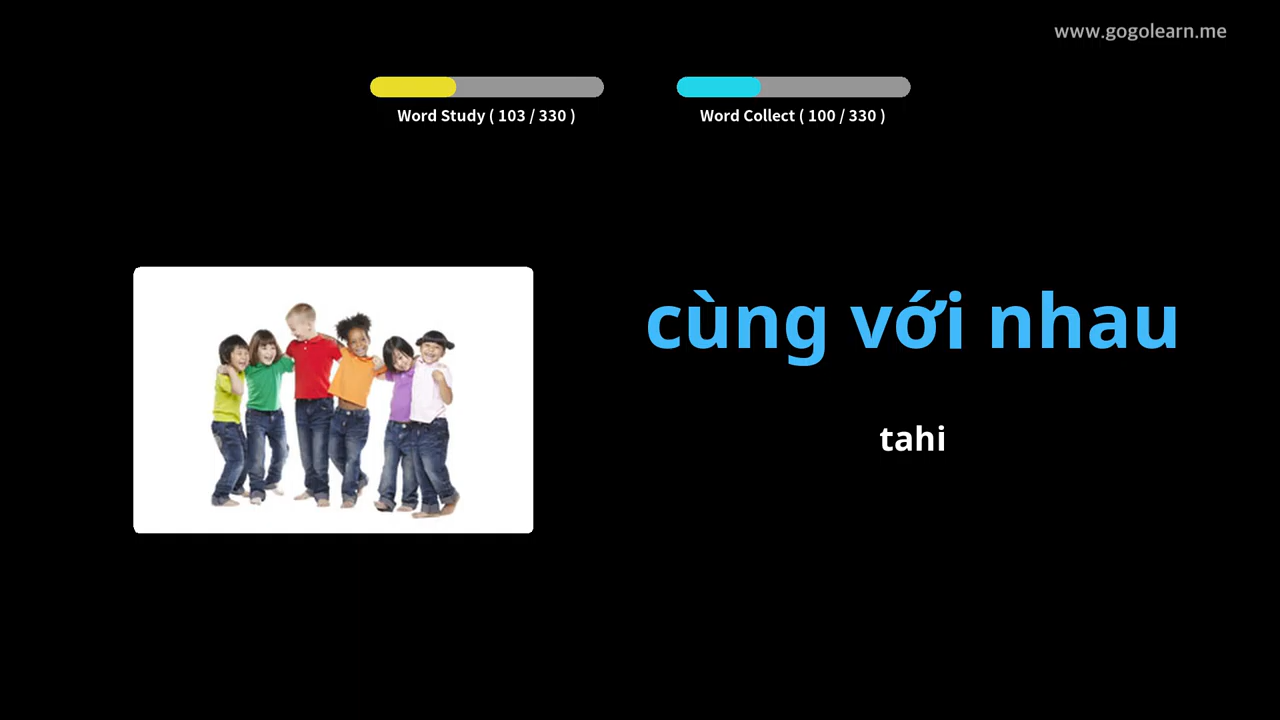 www.gogolearn.me
Word Study ( 103 / 330 )
Word Collect ( 100 / 330 )
cùng với nhau
tahi